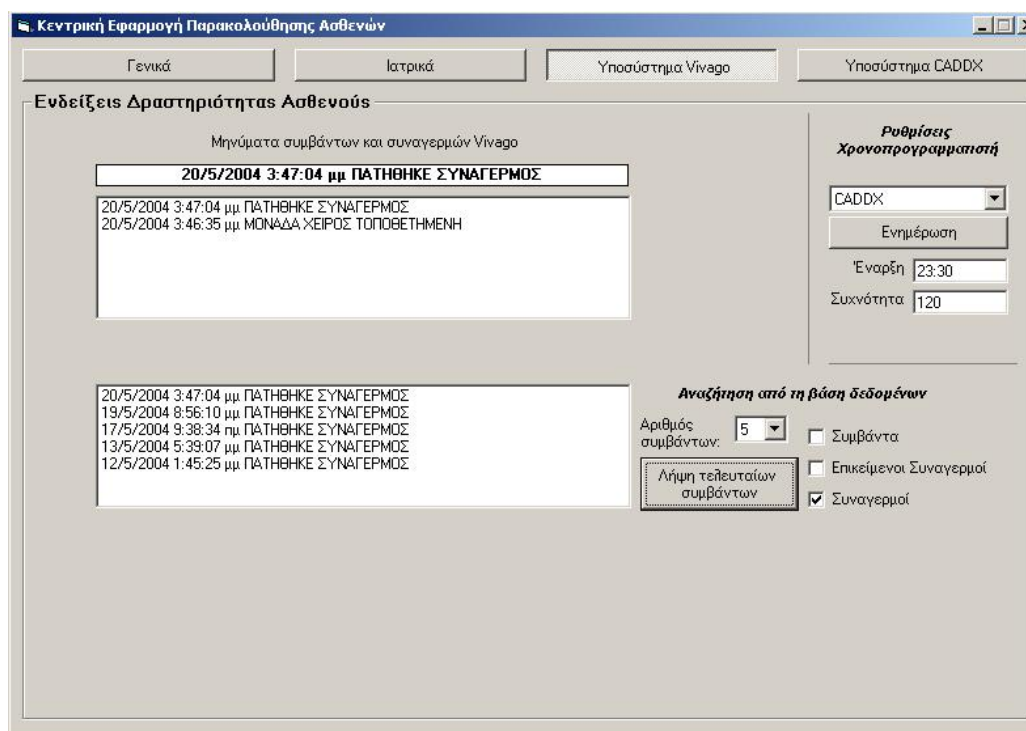 Κεντρική Εφαρμογή Παρακολούθησης Ασθενών
Γενικά
Ιατρικά
Υποσύστημα Vivago
Υποσύστημα CADDX
Ενδείξεις Δραστηριότητας Ασθενούς
Μηνύματα συμβάντων και συναγερμών Vivago
20/5/2004 3:47:04 μμ ΠΑΤΗΘΗΚΕ ΣΥΝΑΓΕΡΜΟΣ
20/5/2004 3:47:04 μμ ΠΑΤΗΘΗΚΕ ΣΥΝΑΓΕΡΜΟΣ
20/5/2004 3:46:35 μμ ΜΟΝΑΔΑ ΧΕΙΡΟΣ ΤΟΠΟΘΕΤΗΜΕΝΗ
Ρυθμίσεις
Χρονοπρογραμματιστή
CADDX
Ενημέρωση
Έναρξη 23:30
Συχνότητα 120
20/5/2004 3:47:04 μμ ΠΑΤΗΘΗΚΕ ΣΥΝΑΓΕΡΜΟΣ
19/5/2004 8:56:10 μμ ΠΑΤΗΘΗΚΕ ΣΥΝΑΓΕΡΜΟΣ
17/5/2004 9:38:34 πμ ΠΑΤΗΘΗΚΕ ΣΥΝΑΓΕΡΜΟΣ
13/5/2004 5:39:07 μμ ΠΑΤΗΘΗΚΕ ΣΥΝΑΓΕΡΜΟΣ
12/5/2004 1:45:25 μμ ΠΑΤΗΘΗΚΕ ΣΥΝΑΓΕΡΜΟΣ
Αναζήτηση από τη βάση δεδομένων
Αριθμός
συμβάντων: 5
Λήψη τελευταίων
συμβάντων
Συμβάντα
Επικείμενοι Συναγερμοί
Συναγερμοί